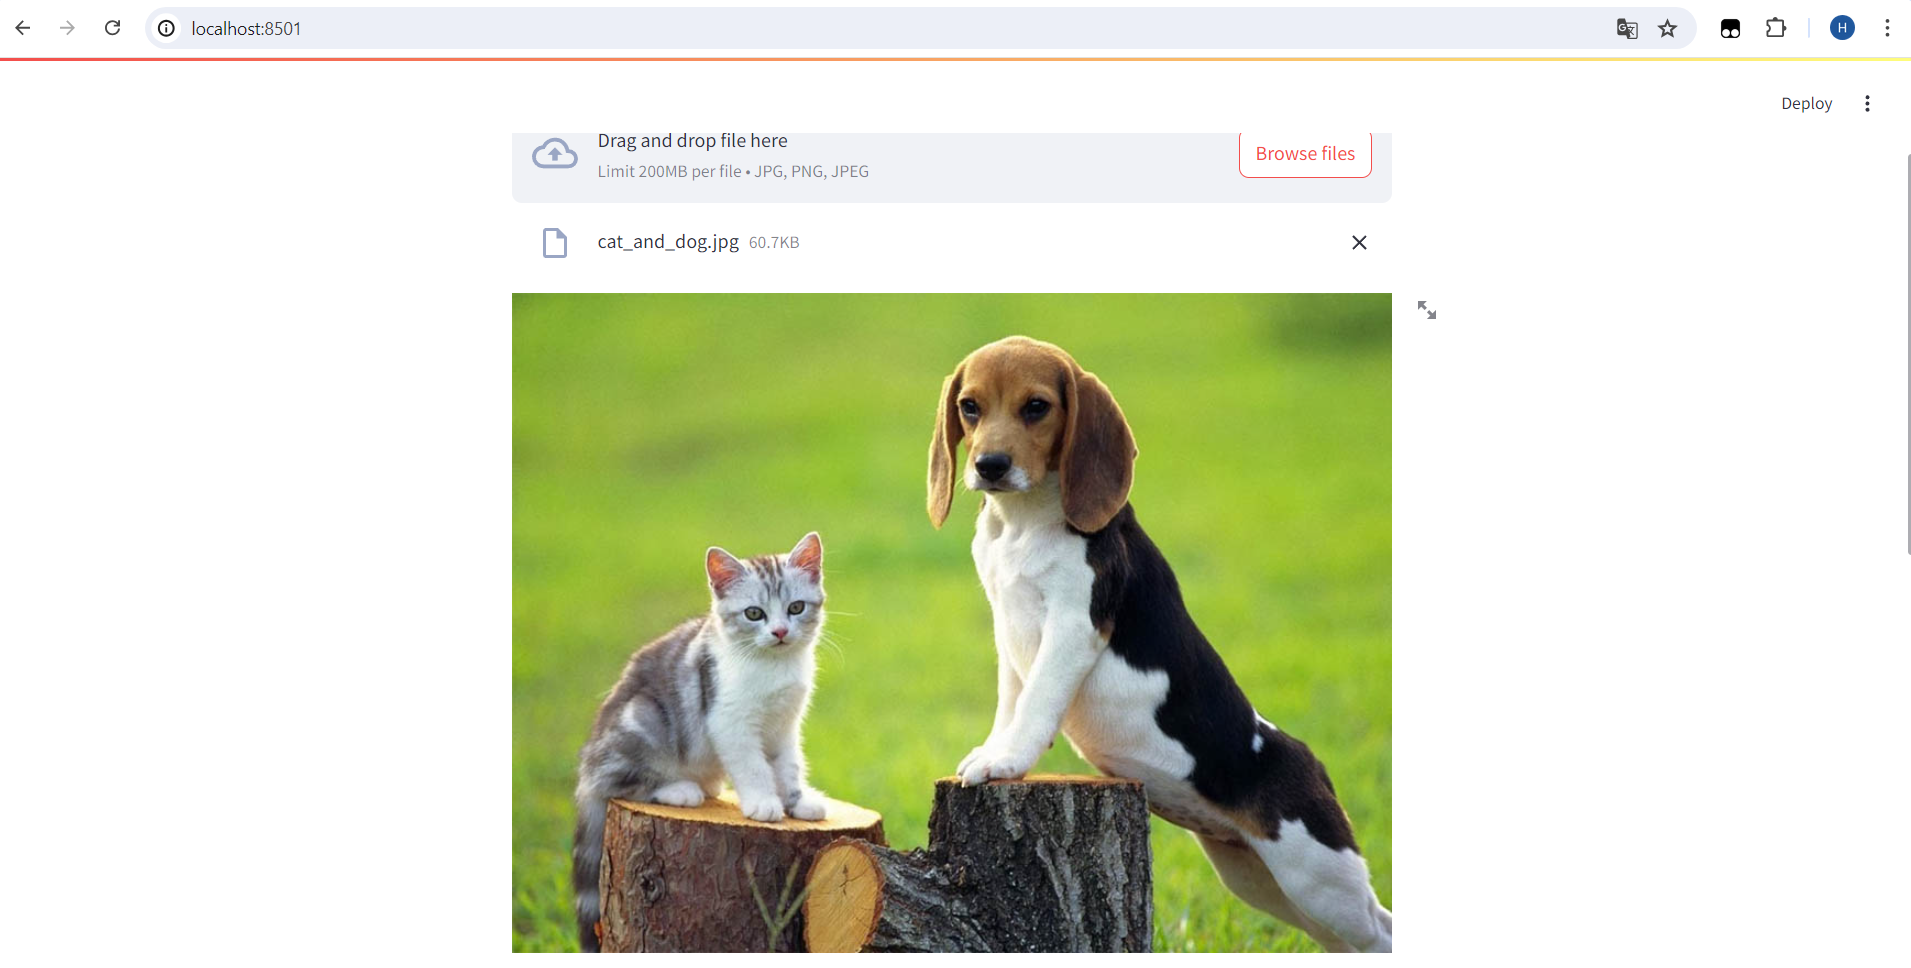 localhost:8501
H
Deploy
Drag and drop file here
Limit 200MB per file • JPG, PNG, JPEG
Browse files
cat_and_dog.jpg 60.7KB